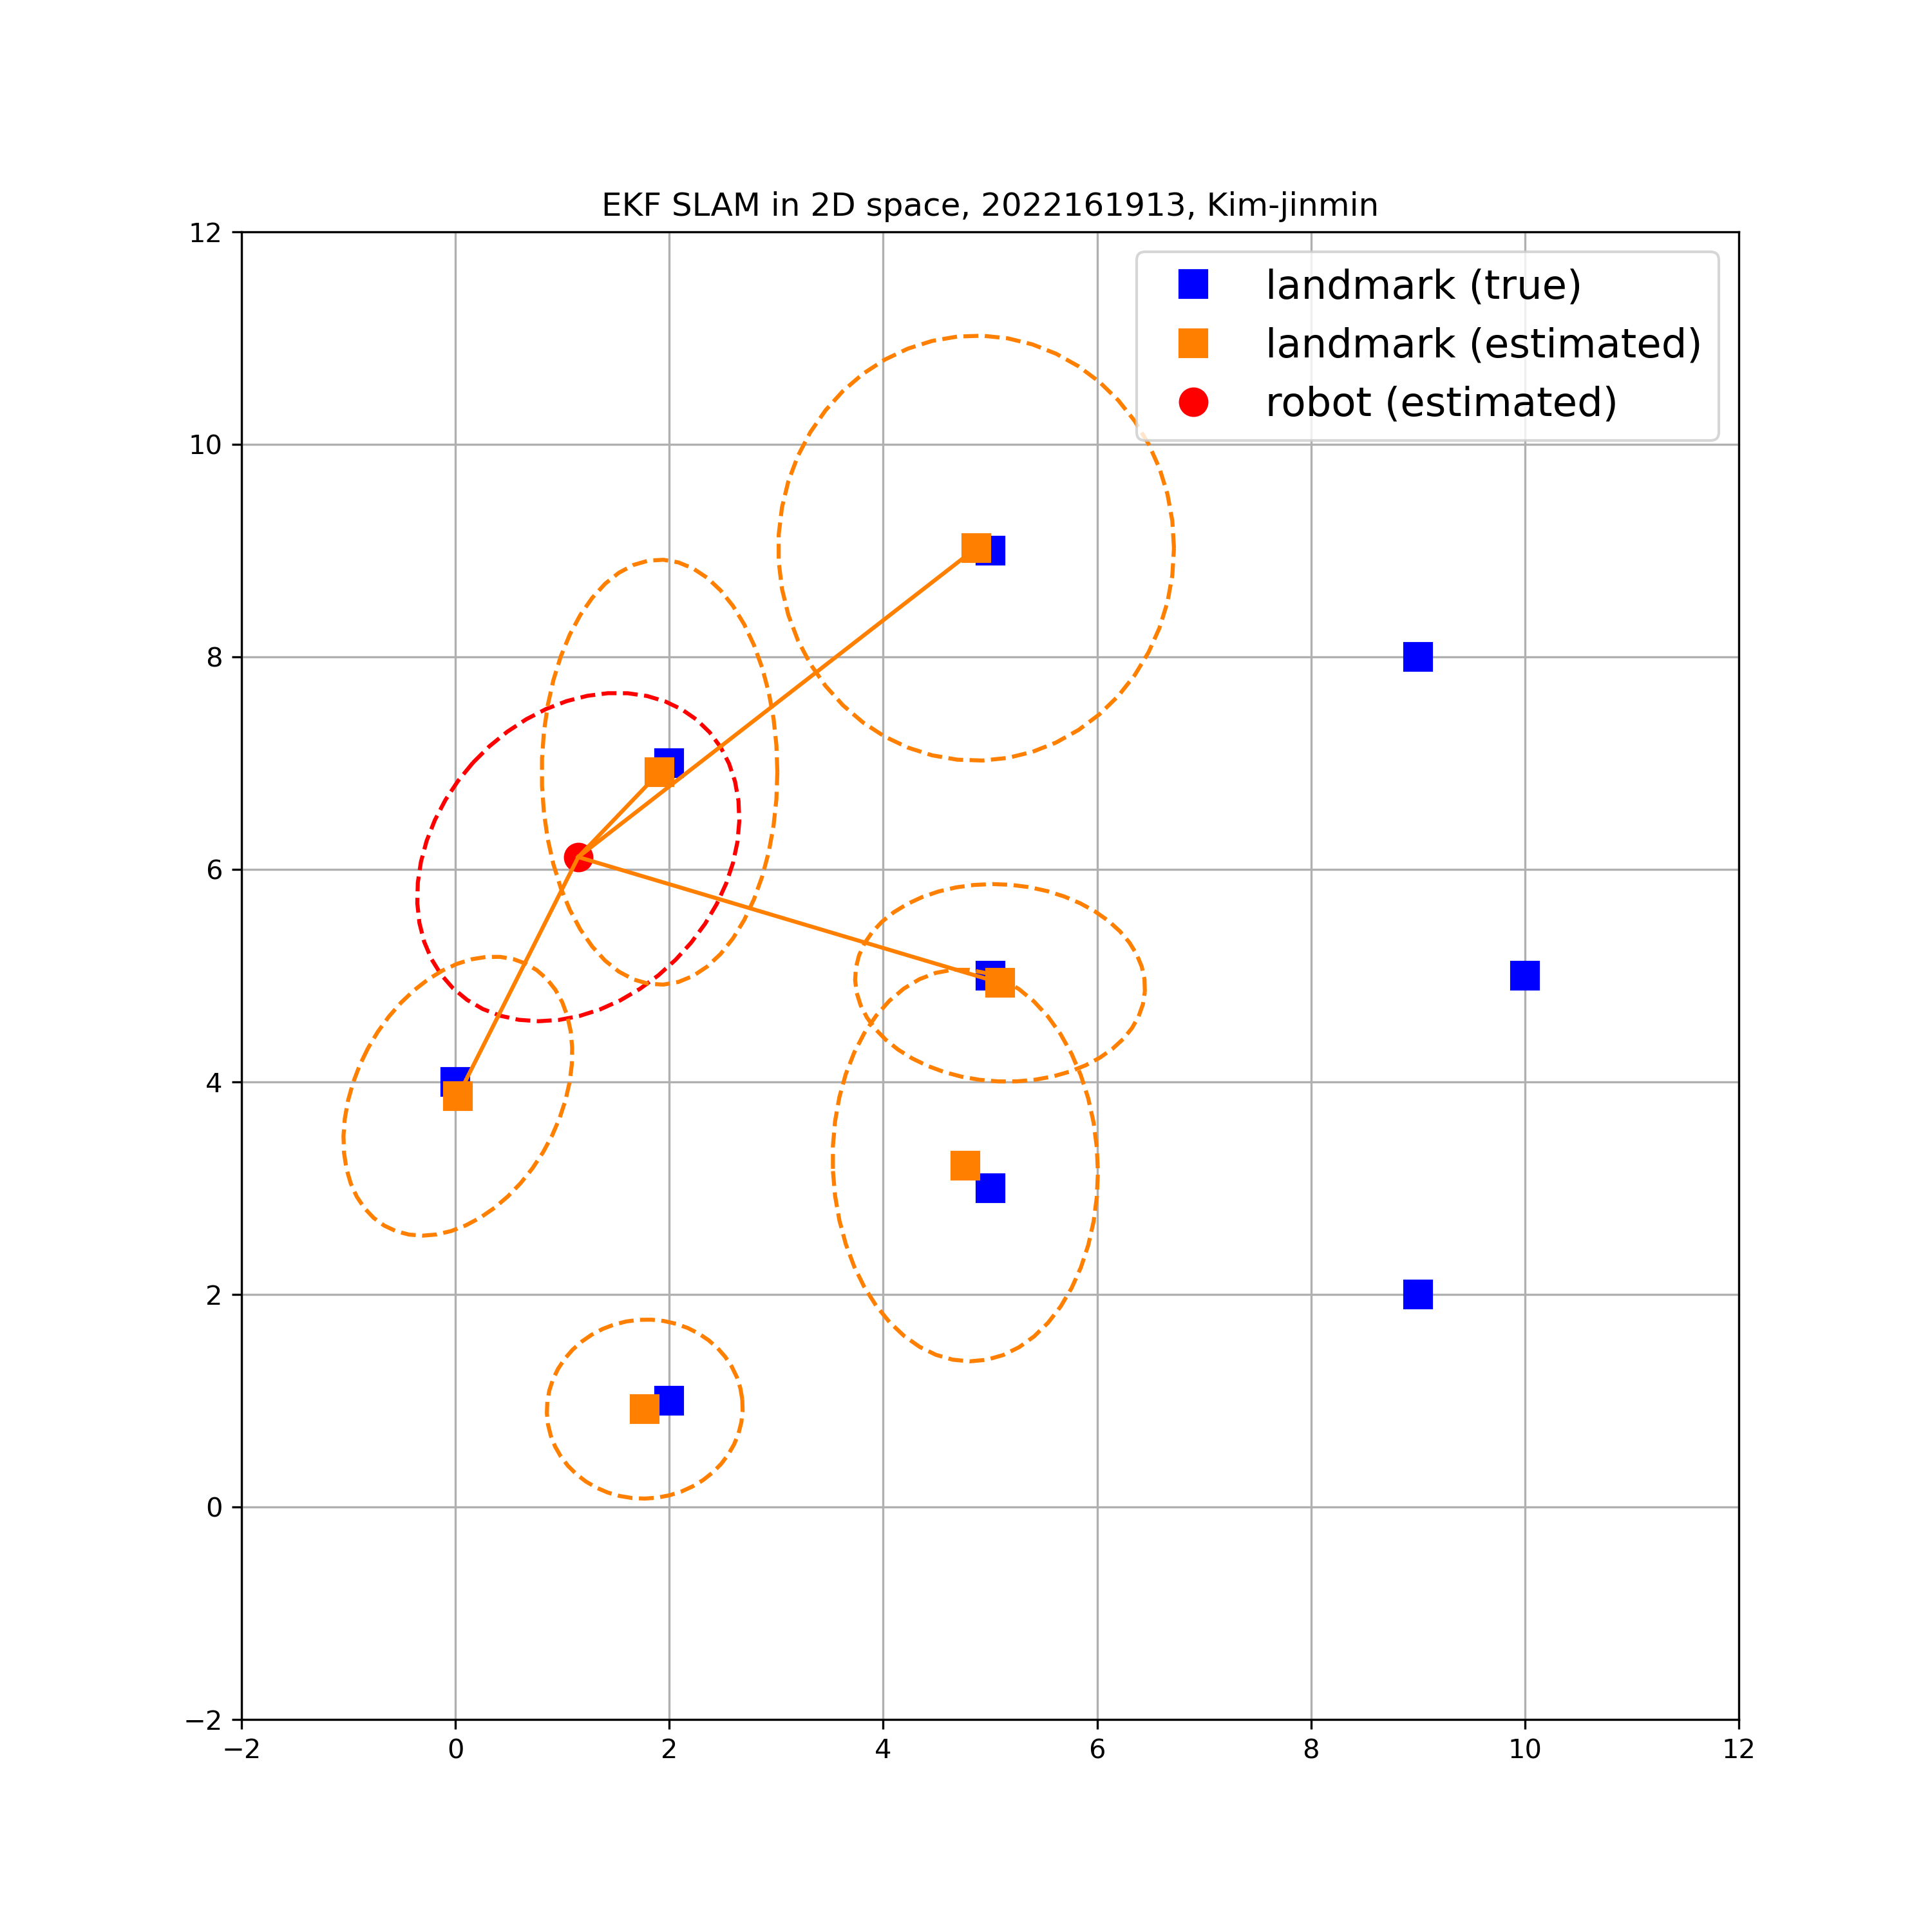 EKF SLAM in 2D space, 2022161913, Kim-jinmin
12
landmark (true)
landmark (estimated)
robot (estimated)
10
8
6
4
2
0
−2
−2 0 2 4 6 8 10 12